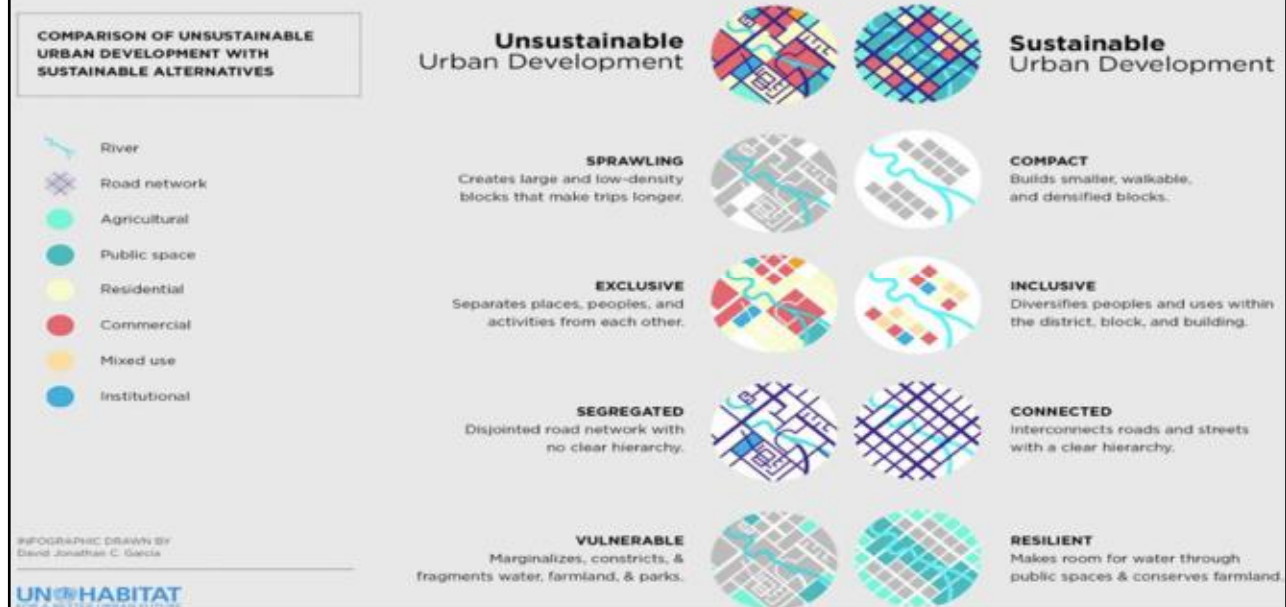 COMPARISON OF UNSUSTAINABLE
URBAN DEVELOPMENT WITH
SUSTAINABLE ALTERNATIVES
River
Road network
Agricultural
Public space
Residential
Commercial
Mixed use
Institutional
INFOGRAPHIC DRAWN BY
David Jonathan C. Garcia
UN HABITAT
FOR A BETTER URBAN FUTURE
Unsustainable
Urban Development
Sustainable
Urban Development
SPRAWLING
Creates large and low-density
blocks that make trips longer.
COMPACT
Builds smaller, walkable,
and densified blocks.
EXCLUSIVE
Separates places, peoples, and
activities from each other.
INCLUSIVE
Diversifies peoples and uses within
the district, block, and building.
SEGREGATED
Disjointed road network with
no clear hierarchy.
CONNECTED
Interconnects roads and streets
with a clear hierarchy.
VULNERABLE
Marginalizes, constricts, &
fragments water, farmland, & parks.
RESILIENT
Makes room for water through
public spaces & conserves farmland.